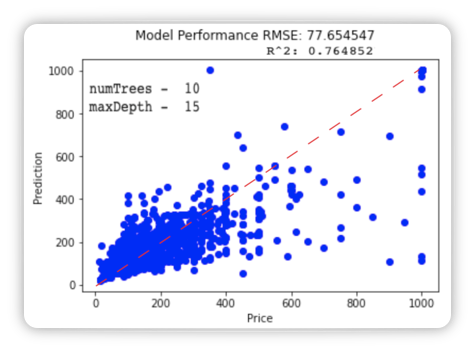 Model Performance RMSE: 77.654547
R^2: 0.764852
numTrees - 10
maxDepth - 15
1000
800
600
400
200
0
Prediction
0 200 400 600 800 1000
Price